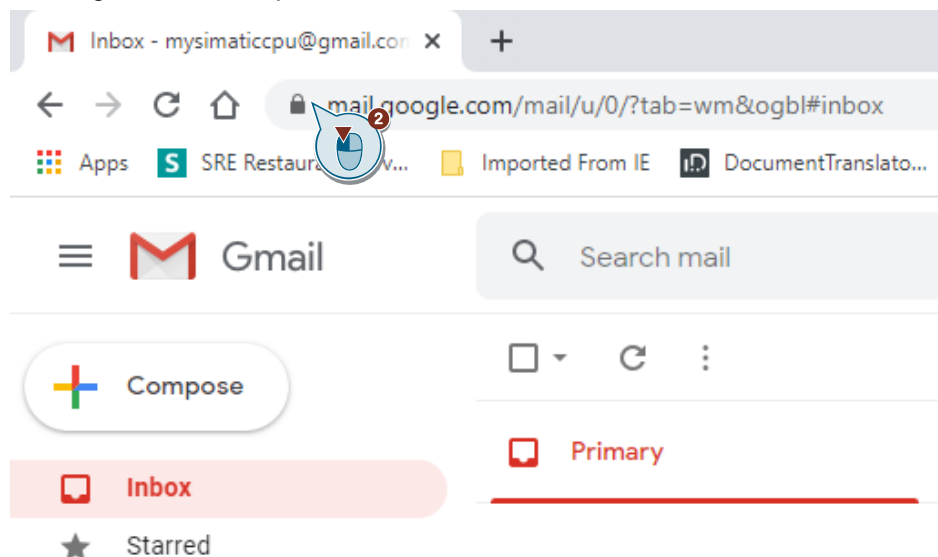 Inbox - mysimaticcpu@gmail.con
mail.google.com/mail/u/0/?tab=wm&ogbl#inbox
2
Apps SRE v... Imported From IE DocumentTranslato...
Gmail Search mail
Compose
Primary
Inbox
Starred